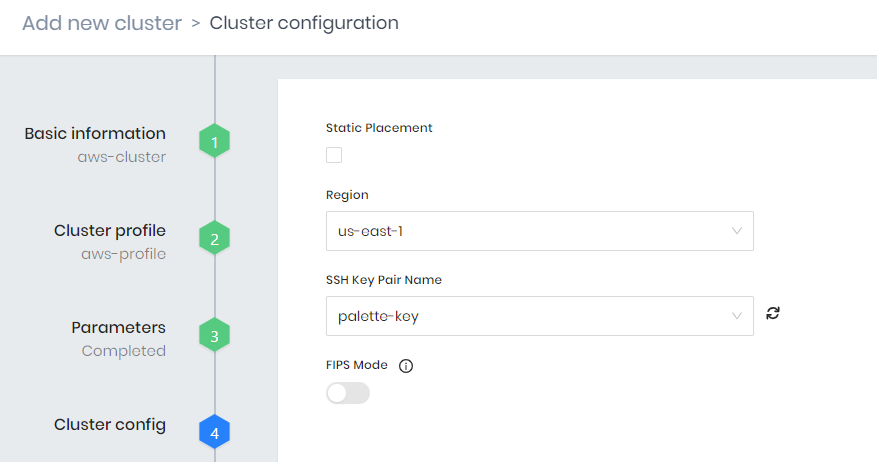 Add new cluster > Cluster configuration
Basic information
aws-cluster
1
Cluster profile
aws-profile
2
Parameters
Completed
3
Cluster config
4
Static Placement
Region
us-east-1
SSH Key Pair Name
palette-key
FIPS Mode